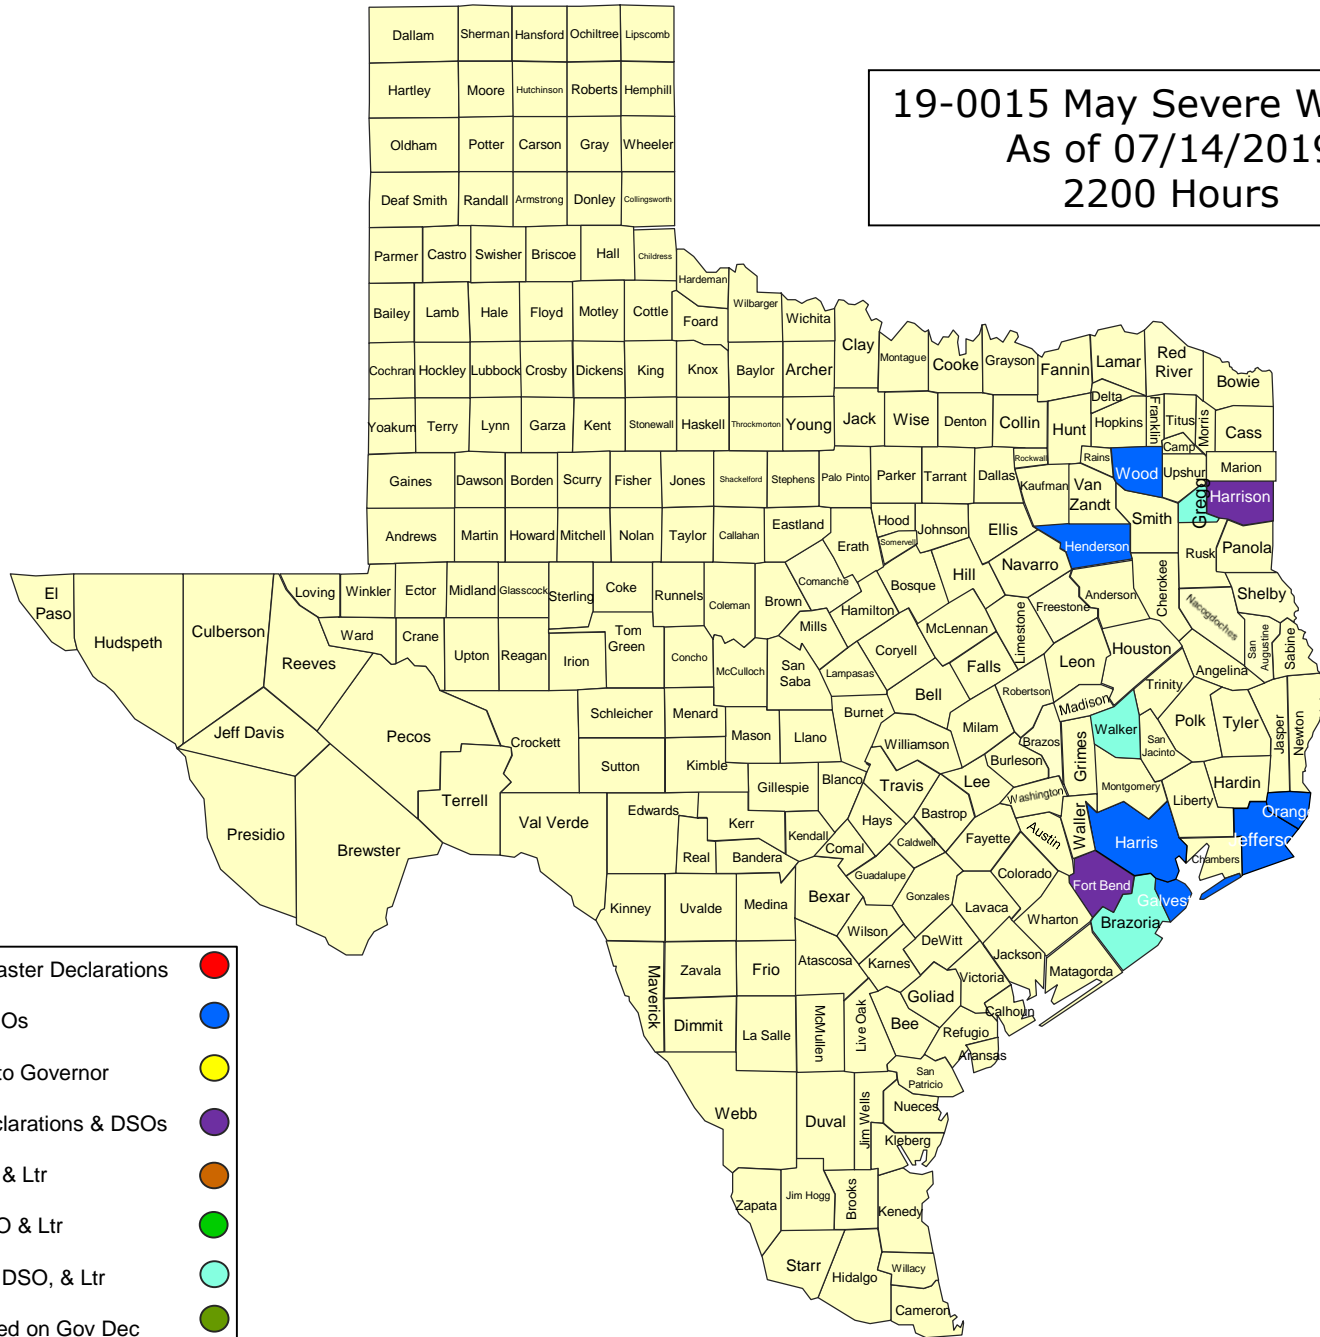 Dallam Sherman Hansford Ochiltree Lipscomb
Hartley Moore Hutchinson Roberts Hemphill
19-0015 May Severe W
As of 07/14/2019
2200 Hours
Oldham Potter Carson Gray Wheeler
Deaf Smith Randall Armstrong Donley Collingsworth
Parmer Castro Swisher Briscoe Hall Childress
Hardeman
Bailey Lamb Hale Floyd Motley Cottle Foard Wilbarger Wichita
Clay Montague Cooke Grayson Fannin Lamar Red
River Bowie
Cochran Hockley Lubbock Crosby Dickens King Knox Baylor Archer
Delta
Yoakum Terry Lynn Garza Kent Stonewall Haskell Throckmorton Young Jack Wise Denton Collin Hunt Hopkins Franklin Titus Morris Cass
Camp
Gaines Dawson Borden Scurry Fisher Jones Shackelford Stephens Palo Pinto Parker Tarrant Dallas Rockwall Kaufman Rains Van
Zandt Wood Upshur Marion
Gregg Harrison
Andrews Martin Howard Mitchell Nolan Taylor Callahan Eastland Erath Hood Somervell Johnson Ellis Henderson Smith Rusk Panola
El
Paso Hudspeth Culberson Loving Winkler Ector Midland Glasscock Sterling Coke Runnels Coleman Brown Comanche Hamilton Bosque Hill Navarro Freestone Anderson Cherokee Nacogdoches Shelby
Reeves Ward Crane Upton Reagan Irion Tom
Green Concho McCulloch San
Saba Mills Lampasas Coryell McLennan Limestone Falls Leon Houston Angelina San
Augustine Sabine
Jeff Davis Pecos Crockett Schleicher Menard Mason Llano Burnet Bell Milam Robertson Madison Trinity Walker San
Jacinto Polk Tyler Jasper Newton
Sutton Kimble Gillespie Blanco Williamson Travis Lee Burleson Brazos Grimes Washington Montgomery Liberty Hardin
Presidio Brewster Terrell Val Verde Edwards Kerr Kendall Hays Bastrop Caldwell Fayette Austin Waller Harris Orang
Jefferso
Chambers
Real Bandera Comal Guadalupe Gonzales Colorado Fort Bend Galvest
Kinney Uvalde Medina Bexar Wilson Lavaca Wharton Brazoria
Maverick Zavala Frio Atascosa Karnes DeWitt Jackson Matagorda
Dimmit La Salle McMullen Live Oak Bee Goliad Victoria Calhoun
Refugio
Aransas
San
Patricio
Webb Duval Jim Wells Nueces
Kleberg
Zapata Jim Hogg Brooks Kenedy
Starr Hidalgo Willacy
Cameron
aster Declarations
Os
to Governor
clarations & DSOs
& Ltr
O & Ltr
DSO, & Ltr
ed on Gov Dec